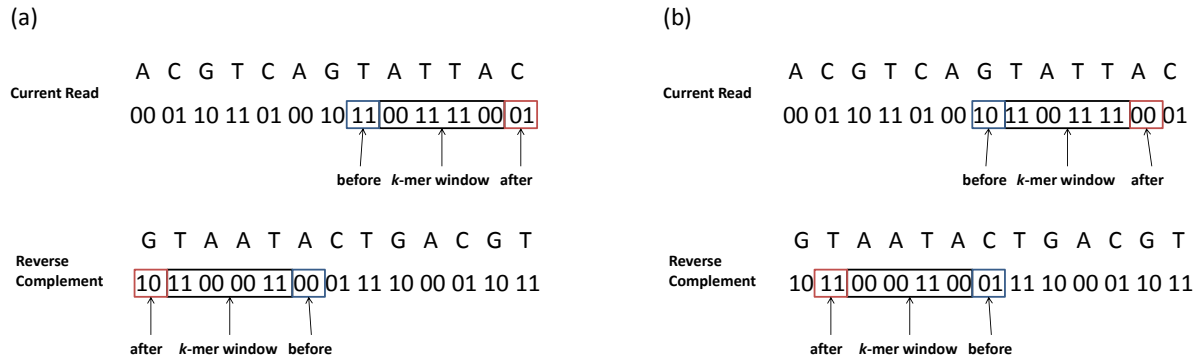 (a)
A C G T C A G T A T T A C
Current Read
00 01 10 11 01 00 10 11 00 11 11 00 01
before k-mer window after
G T A A T A C T G A C G T
Reverse
Complement
10 11 00 00 11 00 01 11 10 00 01 10 11
after k-mer window before
(b)
A C G T C A G T A T T A C
Current Read
00 01 10 11 01 00 10 11 00 11 11 00 01
before k-mer window after
G T A A T A C T G A C G T
Reverse
Complement
10 11 00 00 11 00 01 11 10 00 01 10 11
after k-mer window before